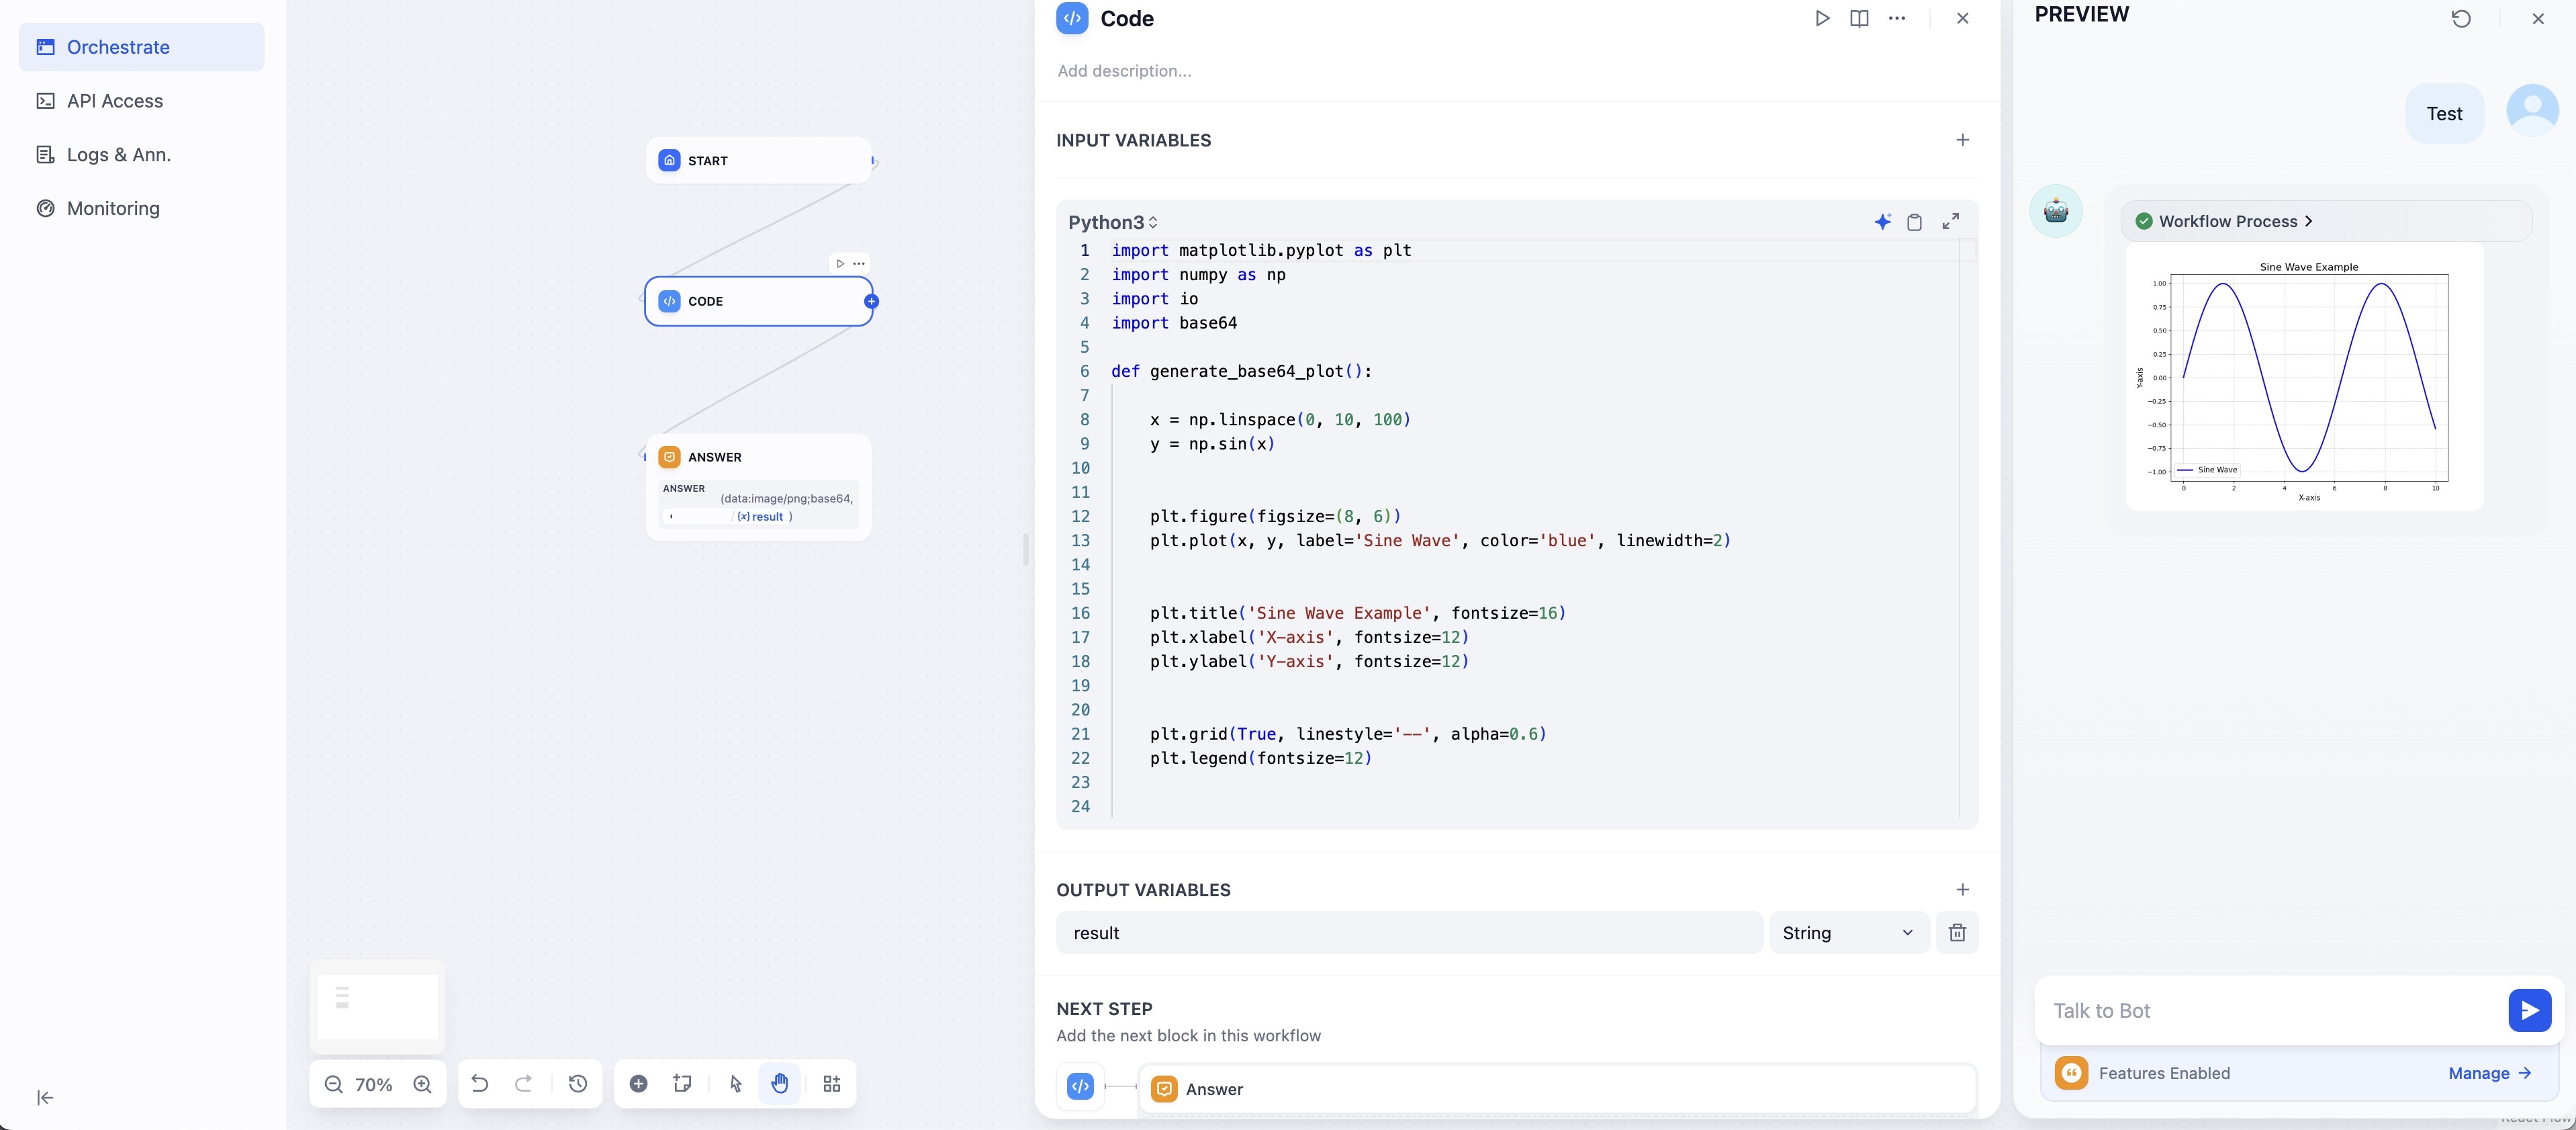 Orchestrate
API Access
Logs & Ann.
Monitoring
START
CODE
ANSWER
ANSWER
(data:image/png;base64,
/ {x} result )
70%
Code
Add description...
INPUT VARIABLES
Python3
1 import matplotlib.pyplot as plt
2 import numpy as np
3 import io
4 import base64
5
6 def generate_base64_plot():
7
8 x = np.linspace(0, 10, 100)
9 y = np.sin(x)
10
11
12 plt.figure(figsize=(8, 6))
13 plt.plot(x, y, label='Sine Wave', color='blue', linewidth=2)
14
15
16 plt.title('Sine Wave Example', fontsize=16)
17 plt.xlabel('X-axis', fontsize=12)
18 plt.ylabel('Y-axis', fontsize=12)
19
20
21 plt.grid(True, linestyle='--', alpha=0.6)
22 plt.legend(fontsize=12)
23
24
OUTPUT VARIABLES
result
String
NEXT STEP
Add the next block in this workflow
Answer
PREVIEW
Test
Workflow Process
Sine Wave Example
1.00
0.75
0.50
0.25
0.00
−0.25
−0.50
−0.75
−1.00
Y-axis
Sine Wave
0 2 4 6 8 10
X-axis
Talk to Bot
Features Enabled
Manage
React Flow